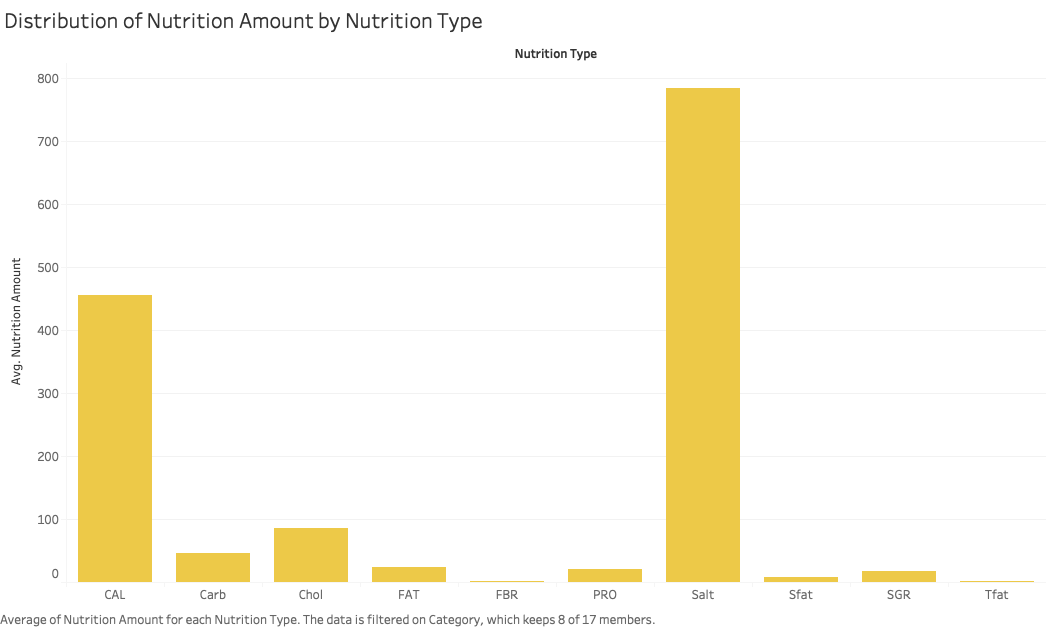 Distribution of Nutrition Amount by Nutrition Type
Nutrition Type
Avg. Nutrition Amount
800
700
600
500
400
300
200
100
0
CAL Carb Chol FAT FBR PRO Salt Sfat SGR Tfat
Average of Nutrition Amount for each Nutrition Type. The data is filtered on Category, which keeps 8 of 17 members.